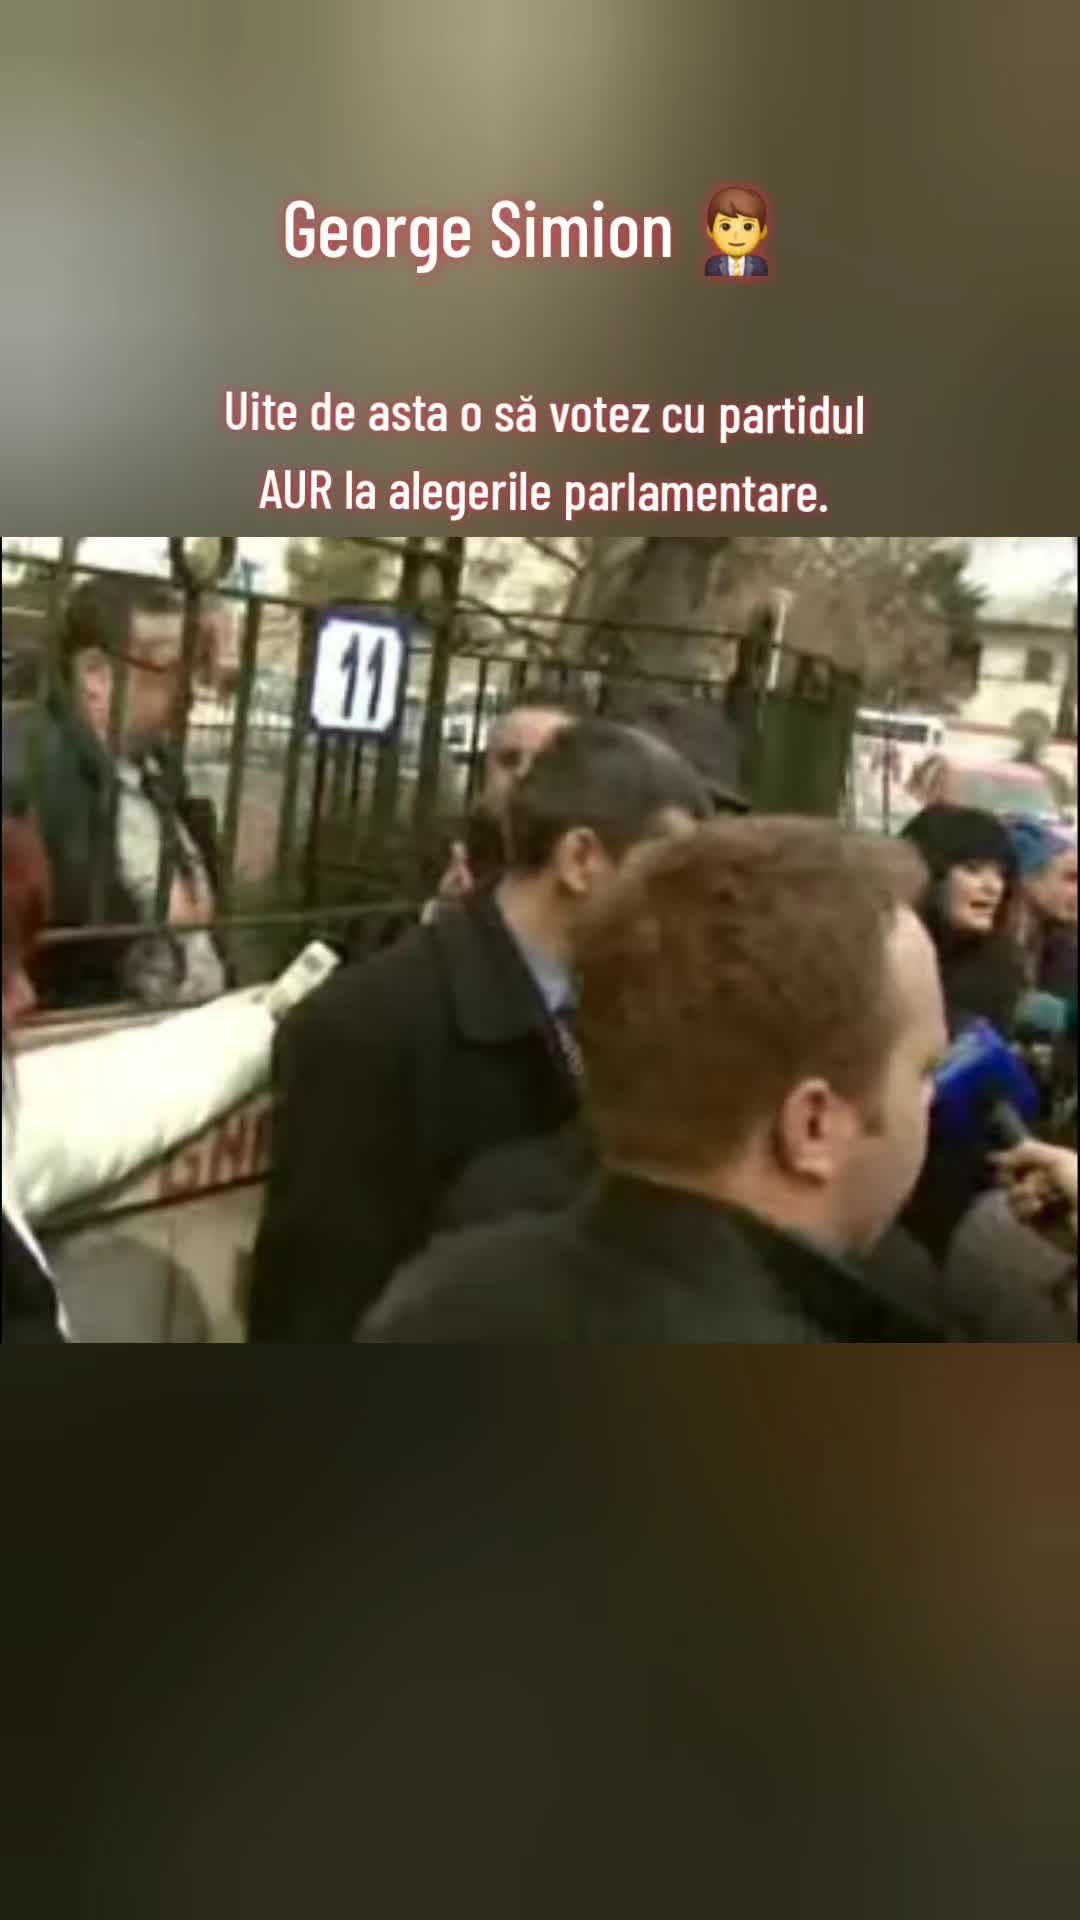 George Simion
Uite de asta o să votez cu partidul
AUR la alegerile parlamentare.
11